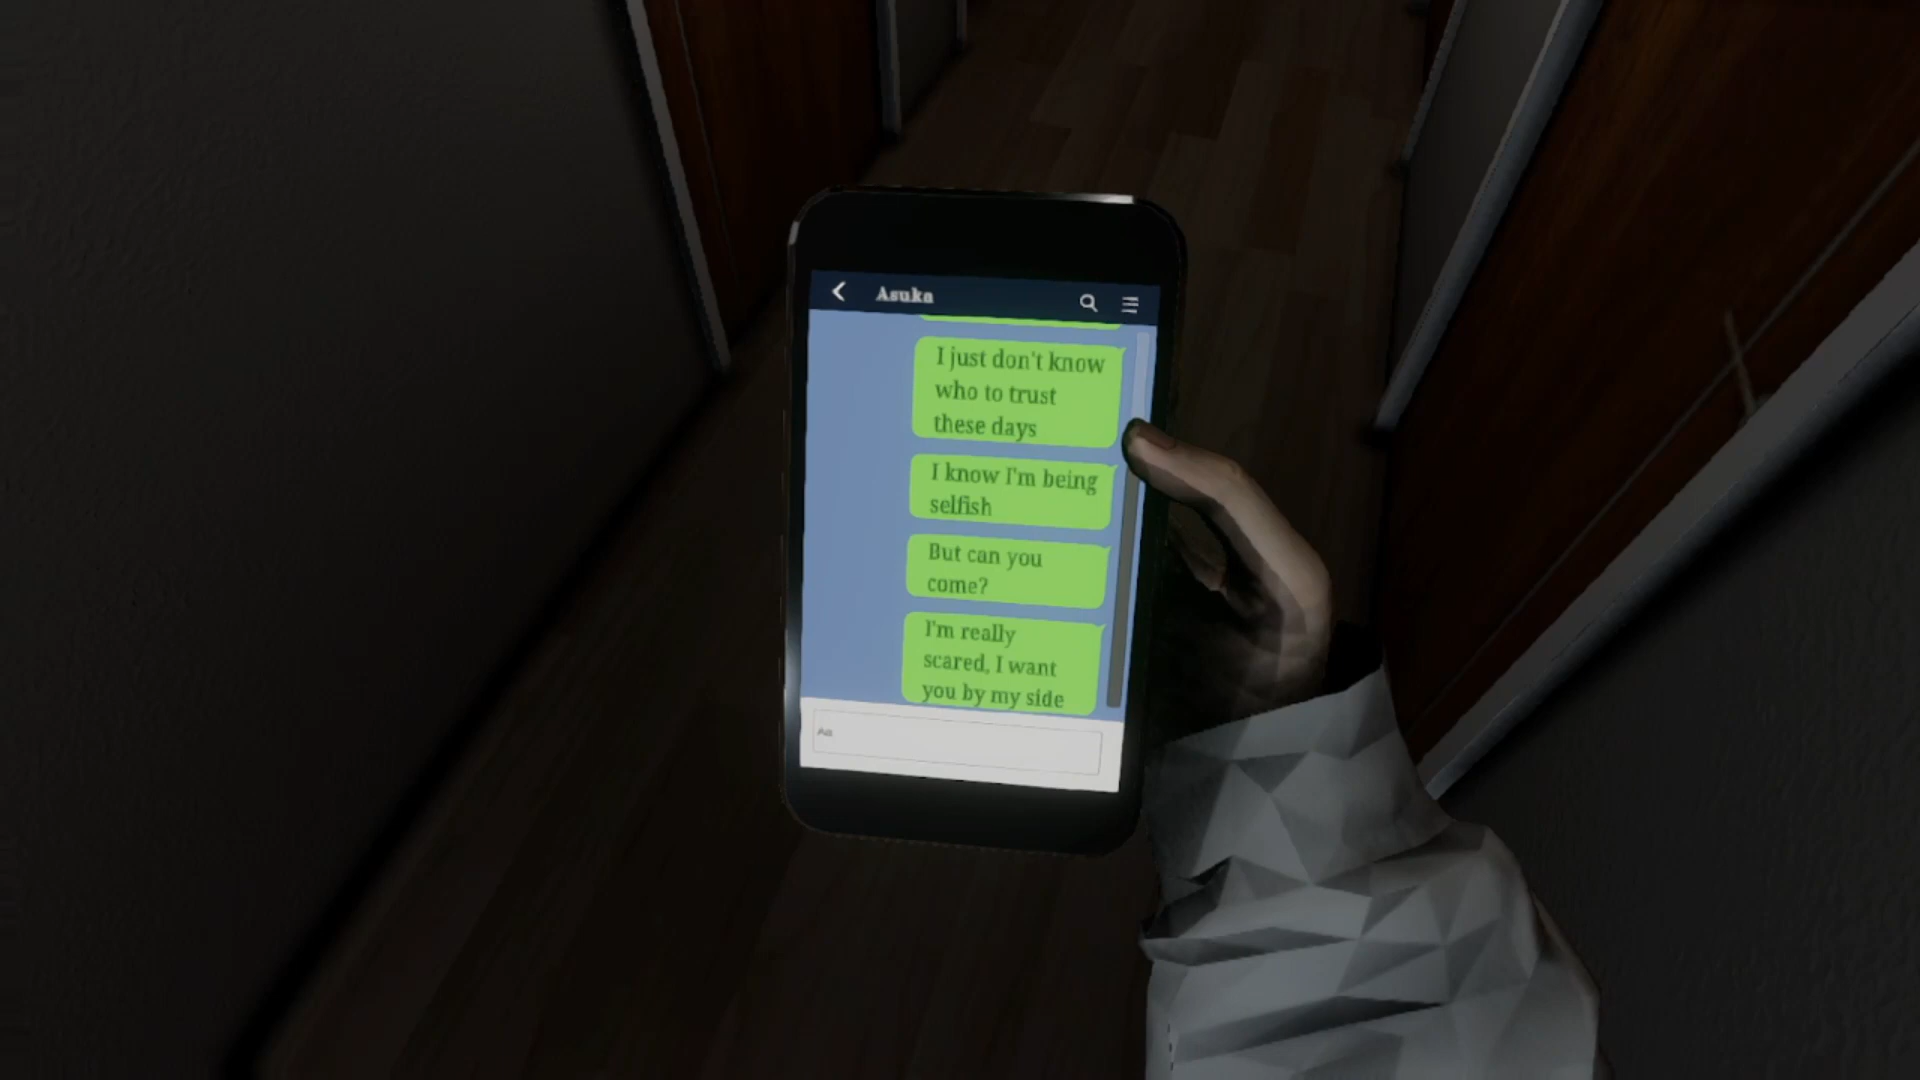 Asuka
I just don't know
who to trust
these days
I know I'm being
selfish
But can you
come?
I'm really
scared, I want
you by my side
Aa